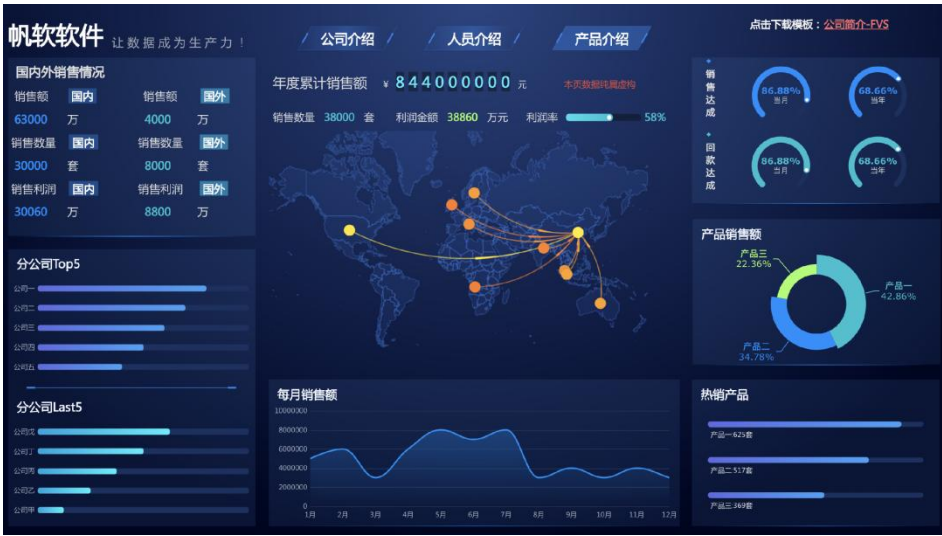 帆软软件 让数据成为生产力！
公司介绍
人员介绍
产品介绍
点击下载模板：公司简介-FVS
国内外销售情况
销售额 国内 销售额 国外
63000 万 4000 万
销售数量 国内 销售数量 国外
30000 套 8000 套
销售利润 国内 销售利润 国外
30060 万 8800 万
分公司Top5
公司一
公司二
公司三
公司四
公司五
分公司Last5
公司戊
公司丁
公司丙
公司乙
公司甲
年度累计销售额 ¥ 844000000 元 本页数据纯属虚构
销售数量 38000 套 利润金额 38860 万元 利润率 58%
每月销售额
10000000
8000000
6000000
4000000
2000000
0
1月 2月 3月 4月 5月 6月 7月 8月 9月 10月 11月 12月
销售达成
86.88%
当月
68.66%
当年
回款达成
86.88%
当月
68.66%
当年
产品销售额
产品三
22.36%
产品一
42.86%
产品二
34.78%
热销产品
产品一:625套
产品二:517套
产品三:369套